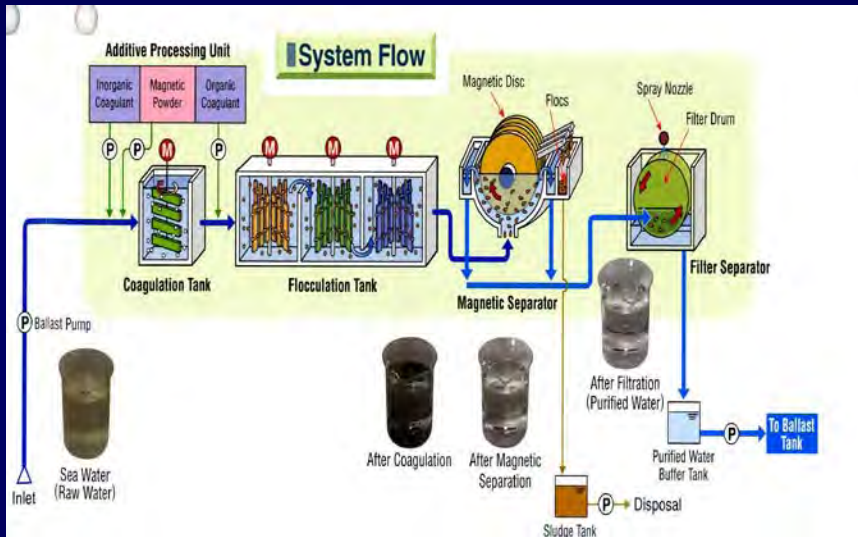 System Flow
Additive Processing Unit
Inorganic
Coagulant
Magnetic
Powder
Organic
Coagulant
P
P
P
M
M
M
M
Coagulation Tank
Flocculation Tank
Magnetic Disc
Flocs
Magnetic Separator
Spray Nozzle
Filter Drum
Filter Separator
P
Ballast Pump
Inlet
Sea Water
(Raw Water)
After Coagulation
After Magnetic
Separation
After Filtration
(Purified Water)
Purified Water
Buffer Tank
P
To Ballast
Tank
Sludge Tank
P
Disposal